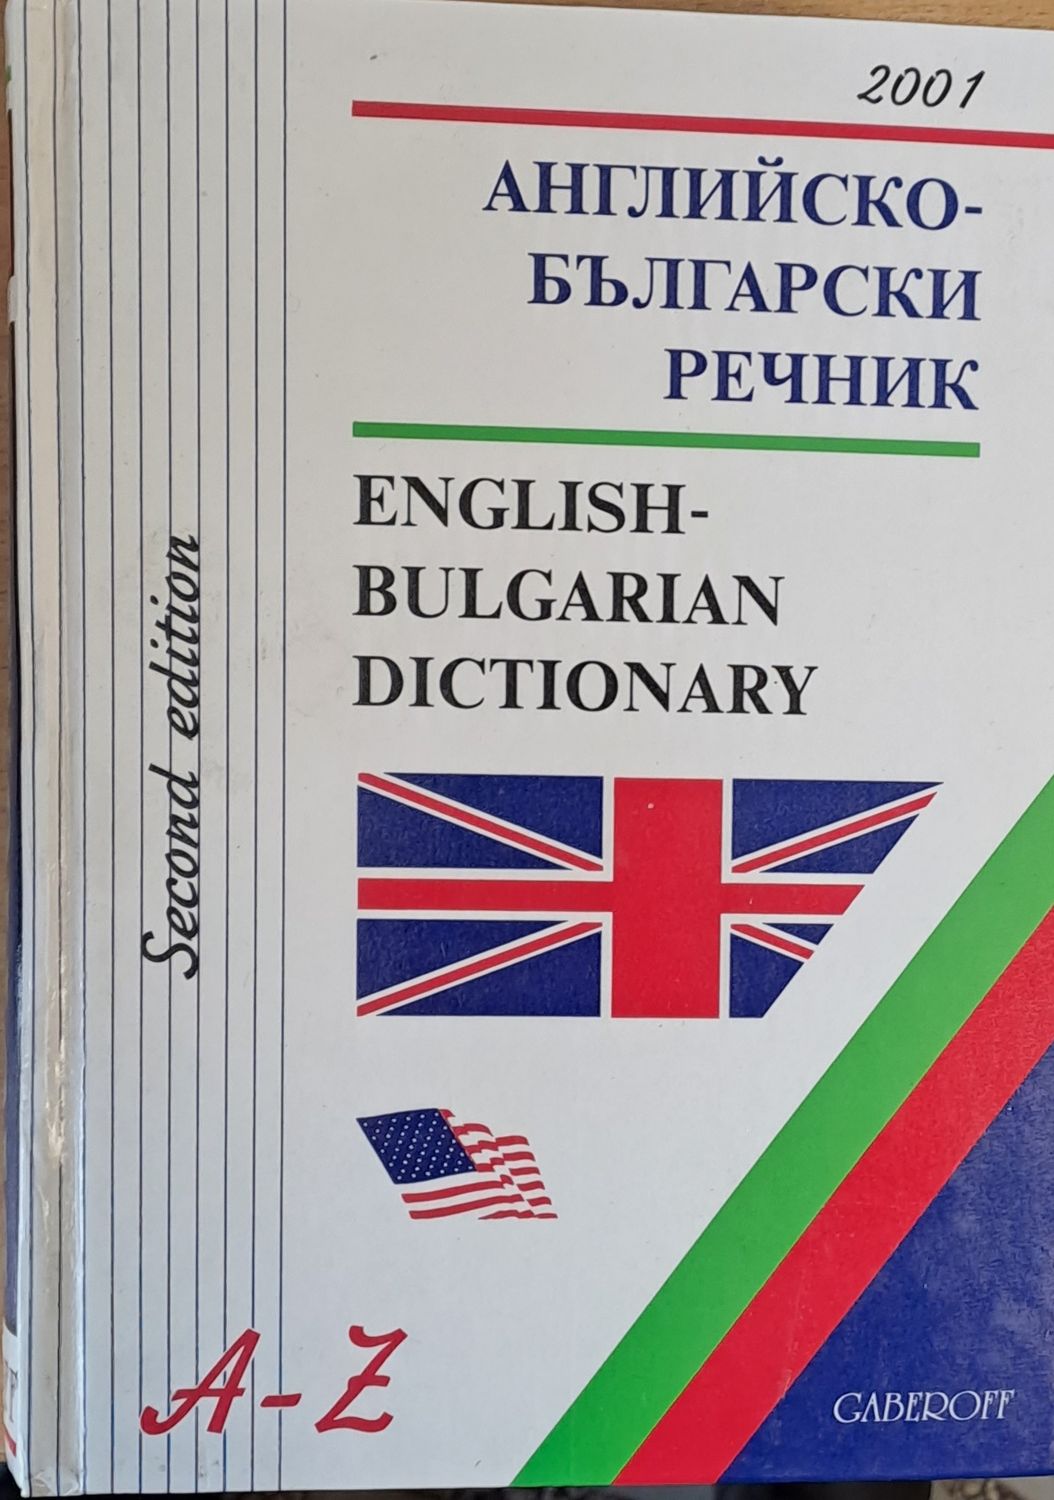 2001
АНГЛИЙСКО-
БЪЛГАРСКИ
РЕЧНИК
ENGLISH-
BULGARIAN
DICTIONARY
Second edition
A-Z
GABEROFF